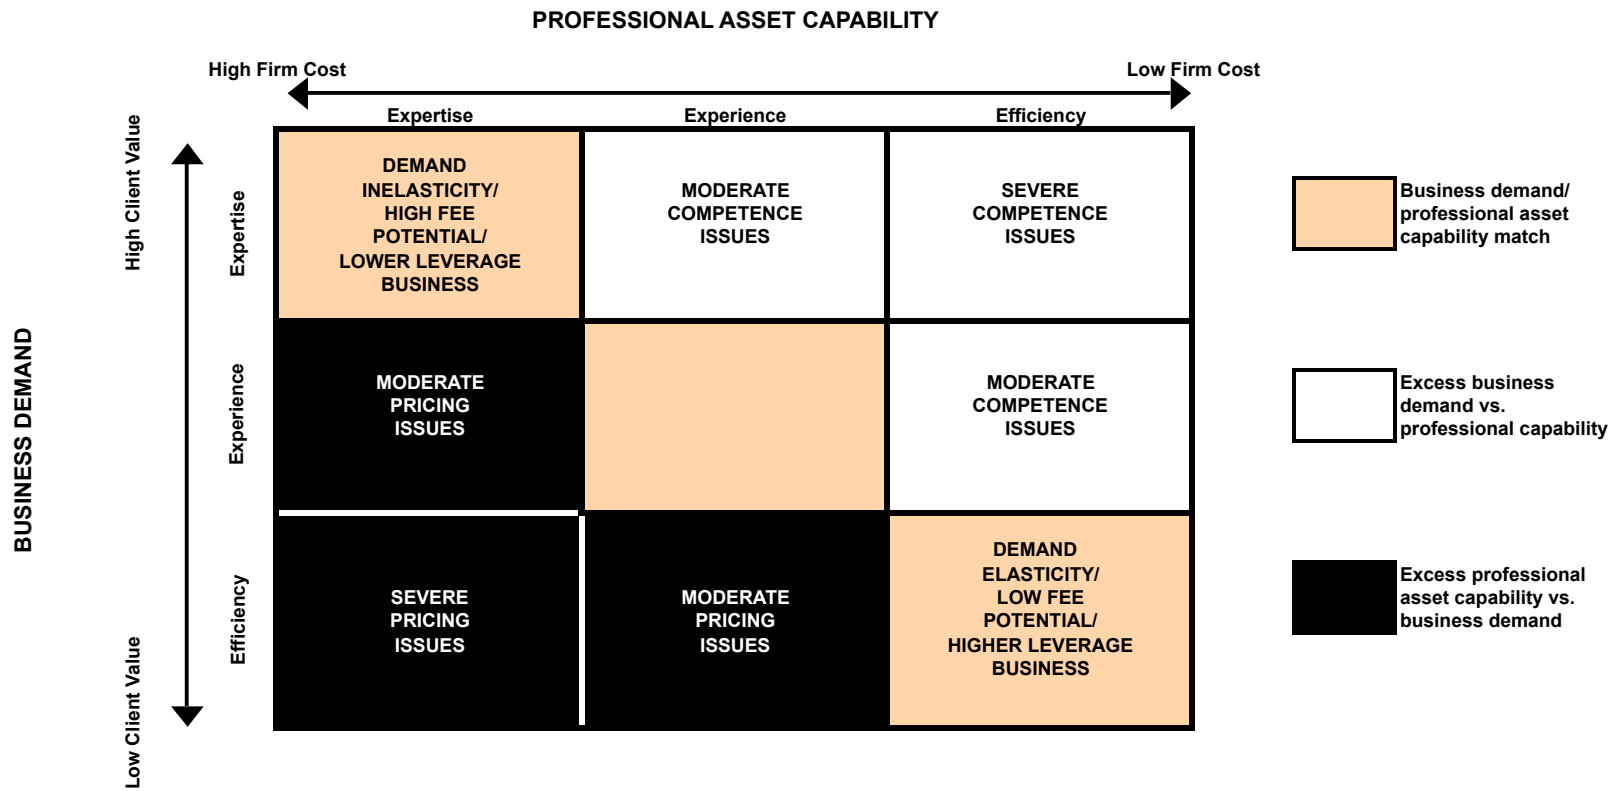 PROFESSIONAL ASSET CAPABILITY
High Firm Cost
Low Firm Cost
Expertise
Experience
Efficiency
BUSINESS DEMAND
High Client Value
Low Client Value
Expertise
DEMAND
INELASTICITY/
HIGH FEE
POTENTIAL/
LOWER LEVERAGE
BUSINESS
MODERATE
COMPETENCE
ISSUES
SEVERE
COMPETENCE
ISSUES
Experience
MODERATE
PRICING
ISSUES
MODERATE
COMPETENCE
ISSUES
Efficiency
SEVERE
PRICING
ISSUES
MODERATE
PRICING
ISSUES
DEMAND
ELASTICITY/
LOW FEE
POTENTIAL/
HIGHER LEVERAGE
BUSINESS
Business demand/
professional asset
capability match
Excess business
demand vs.
professional capability
Excess professional
asset capability vs.
business demand